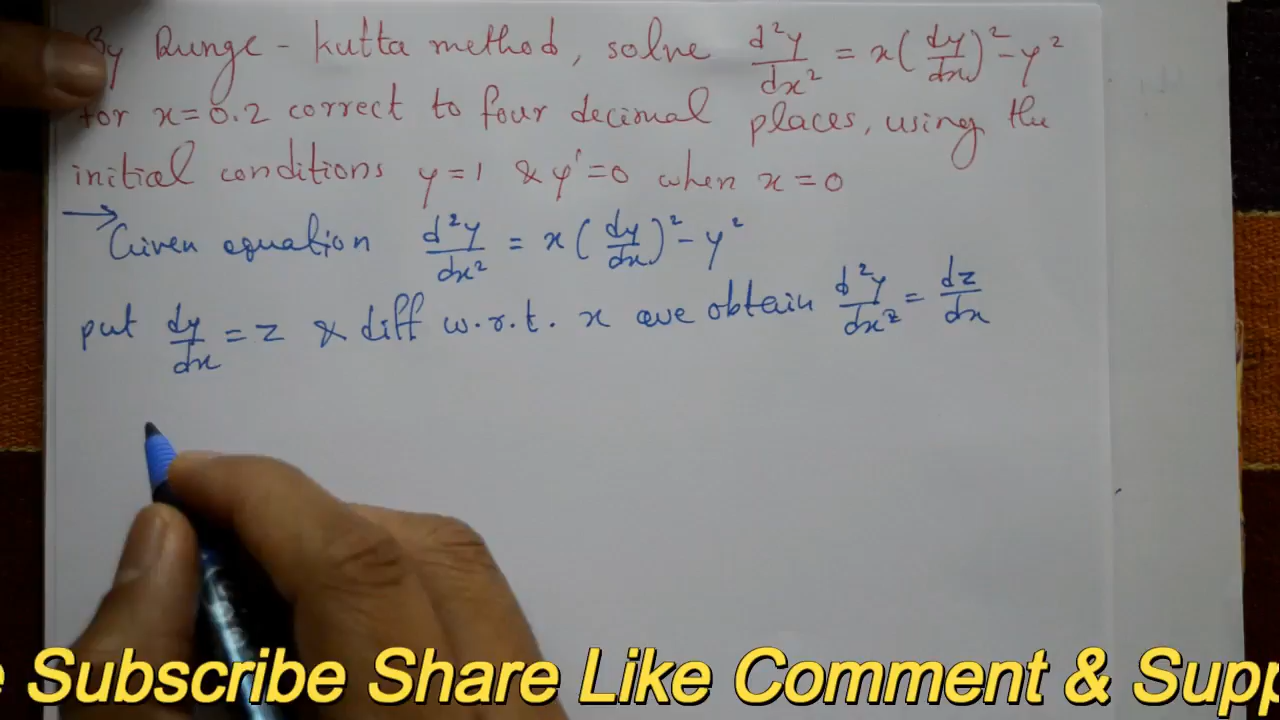 By Runge - Kutta method, solve d²y/dx² = x(dy/dx)² - y²
for x=0.2 correct to four decimal places, using the
initial conditions y=1 & y'=0 when x=0
→ Given equation d²y/dx² = x(dy/dx)² - y²
put dy/dx = z & diff w.r.t. x we obtain d²y/dx² = dz/dx
e Subscribe Share Like Comment & Supp